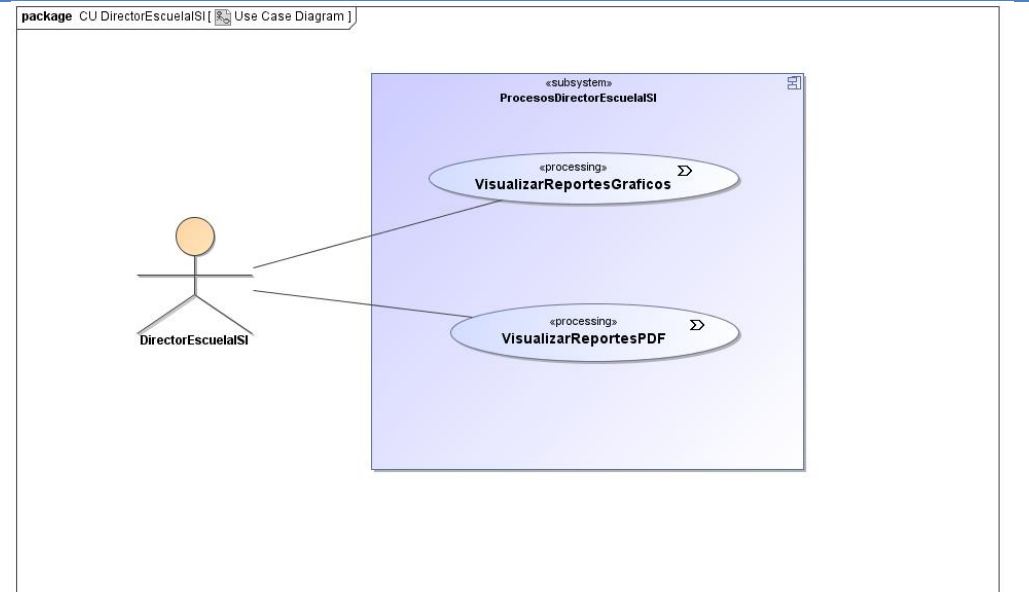 package CU DirectorEscuelaISI [ Use Case Diagram ]
«subsystem»
ProcesosDirectorEscuelaISI
«processing»
VisualizarReportesGraficos
«processing»
VisualizarReportesPDF
DirectorEscuelaISI